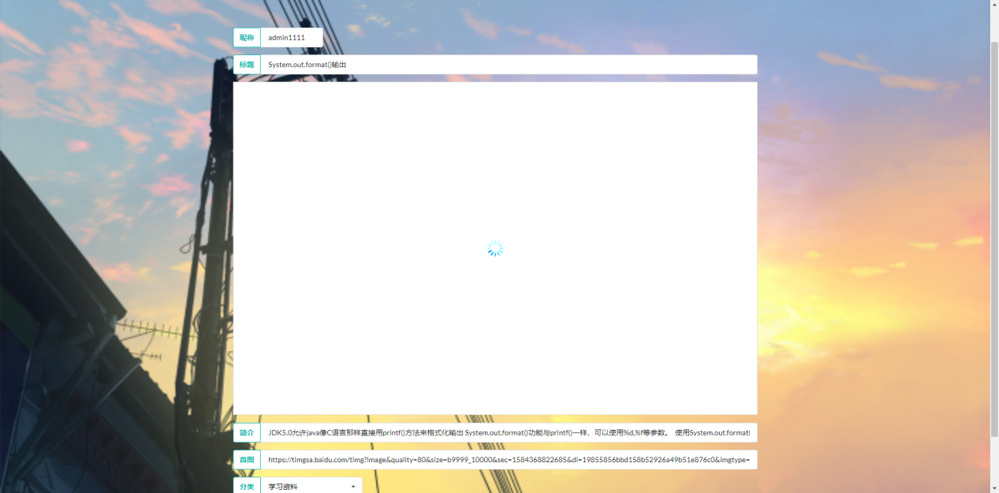 昵称 admin1111
标题 System.out.format()输出
简介 JDK5.0允许java像C语言那样直接用printf()方法来格式化输出 System.out.format()功能与printf()一样，可以使用%d,%f等参数。 使用System.out.format(
首图 https://timgsa.baidu.com/timg?image&quality=80&size=b9999_10000&sec=1584368822685&di=19855856bbd158b52926a49b51e876c0&imgtype=
分类 学习资料